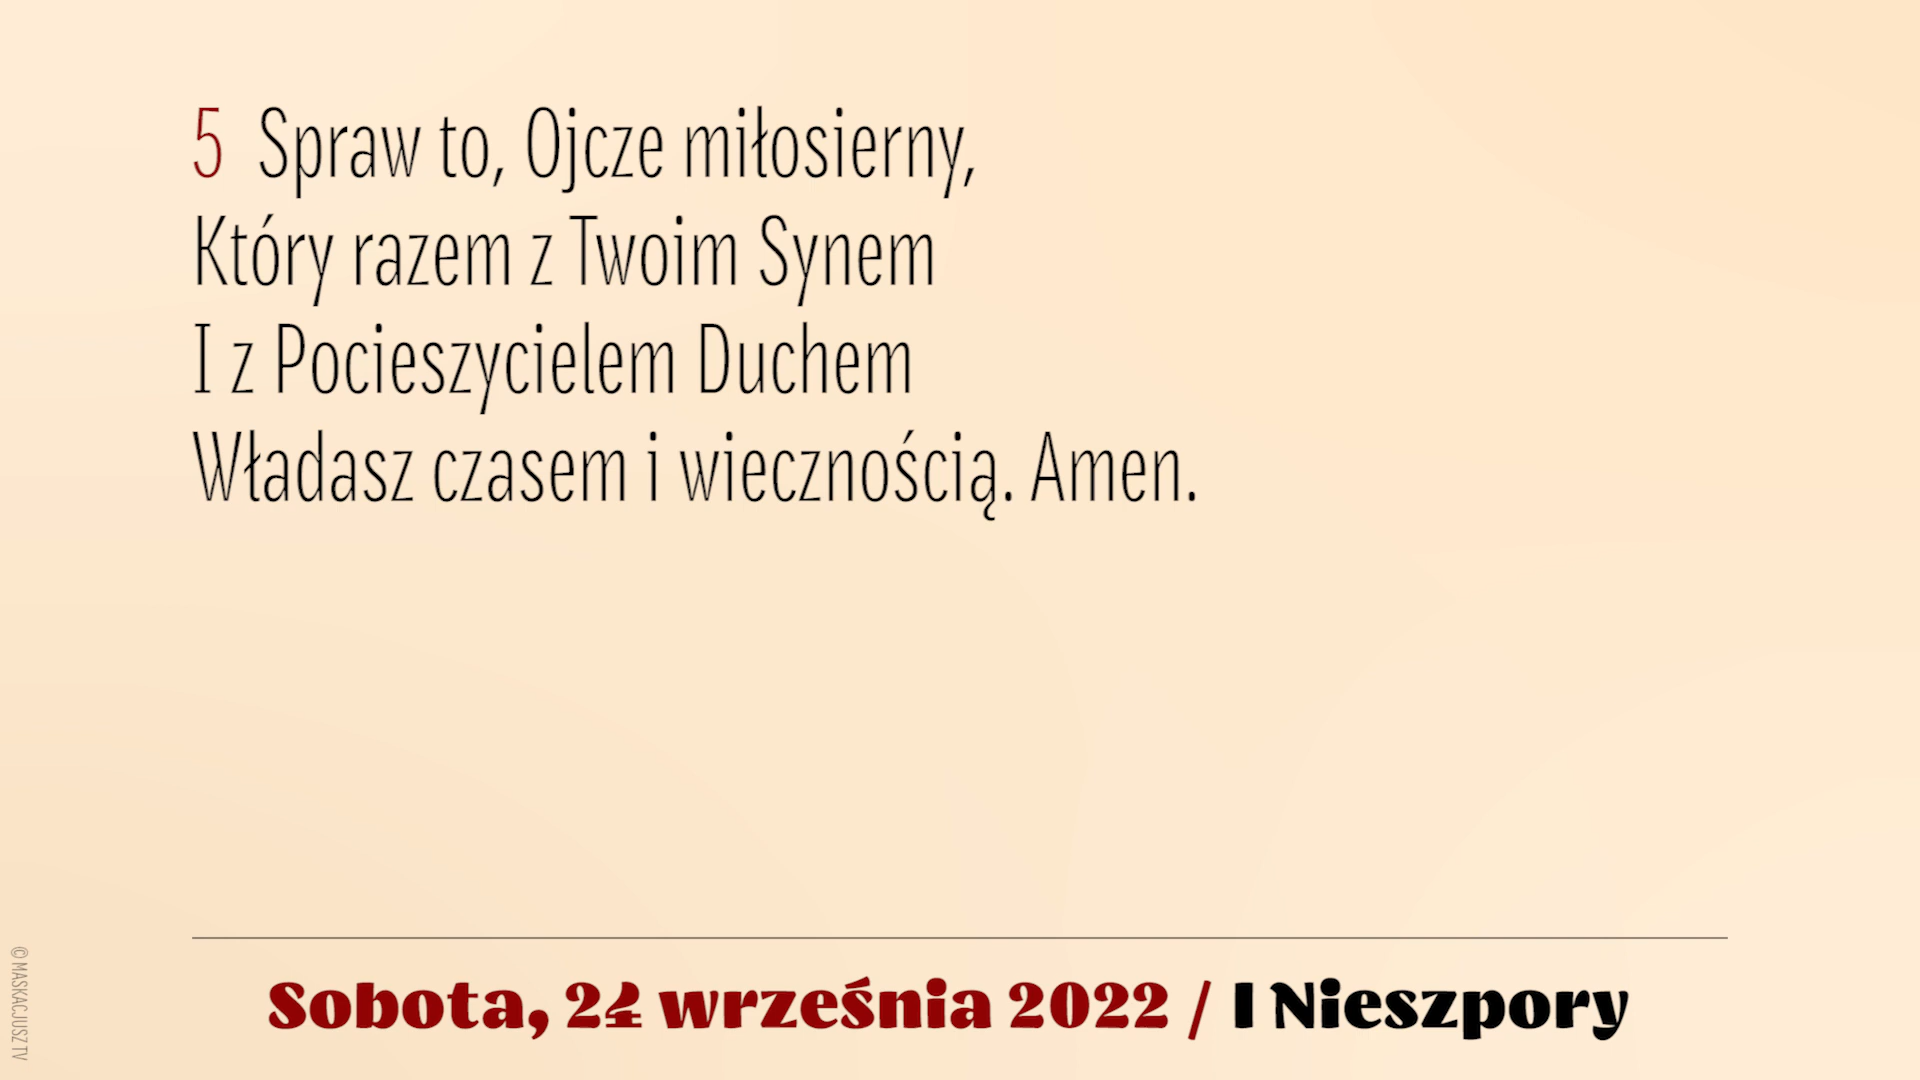 5 Spraw to, Ojcze miłosierny,
Który razem z Twoim Synem
I z Pocieszycielem Duchem
Władasz czasem i wiecznością. Amen.
Sobota, 24 września 2022 / I Nieszpory
© MASKACJUSZ TV